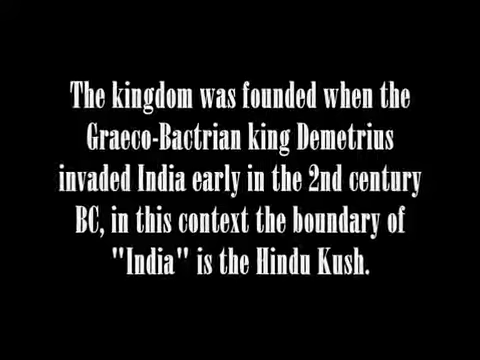 The kingdom was founded when the
Graeco-Bactrian king Demetrius
invaded India early in the 2nd century
BC, in this context the boundary of
"India" is the Hindu Kush.